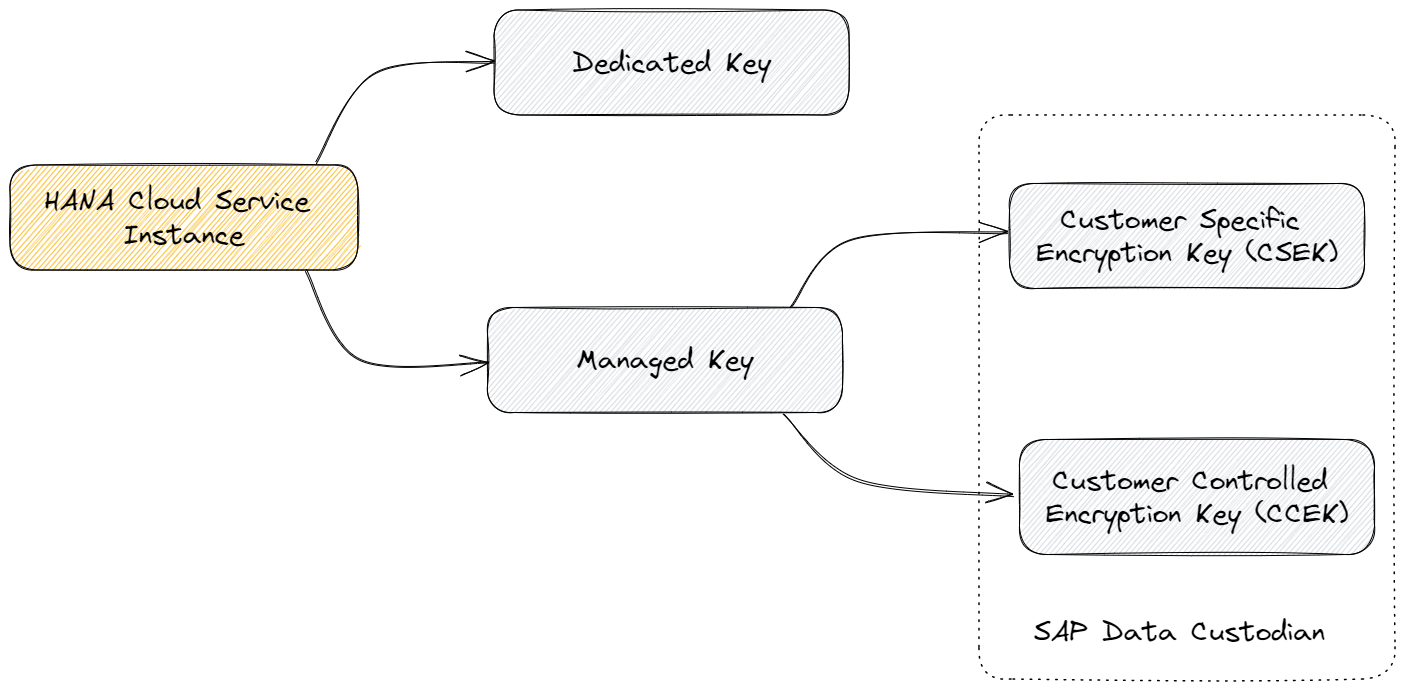 Dedicated Key
HANA Cloud Service
Instance
Customer Specific
Encryption Key (CSEK)
Managed Key
Customer Controlled
Encryption Key (CCEK)
SAP Data Custodian